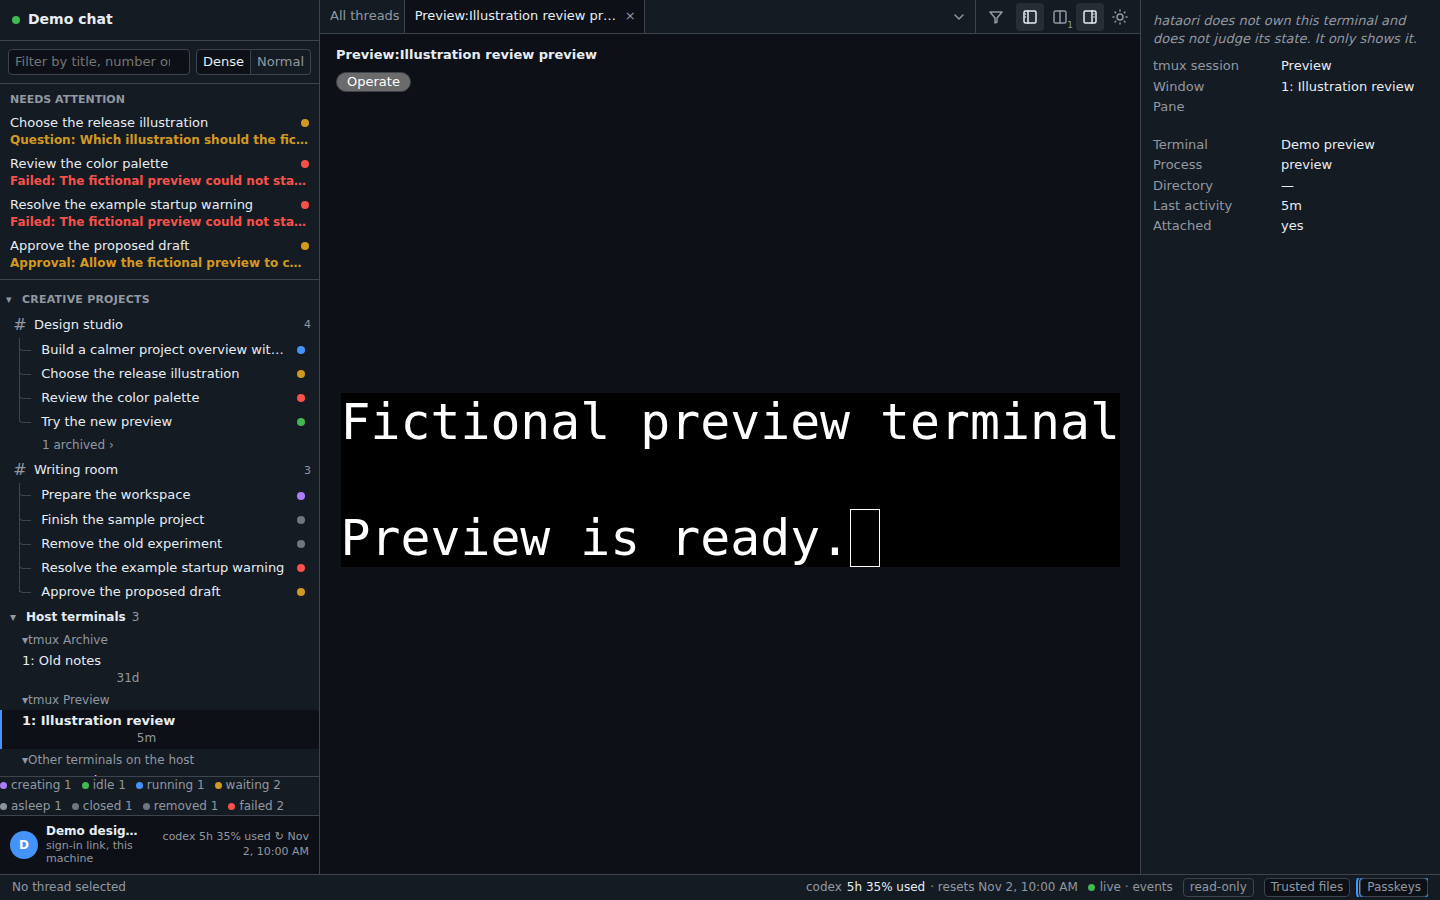 Demo chat
Filter by title, number or
Dense
Normal
NEEDS ATTENTION
Choose the release illustration
Question: Which illustration should the fic…
Review the color palette
Failed: The fictional preview could not sta…
Resolve the example startup warning
Failed: The fictional preview could not sta…
Approve the proposed draft
Approval: Allow the fictional preview to c…
▾ CREATIVE PROJECTS
# Design studio 4
Build a calmer project overview wit…
Choose the release illustration
Review the color palette
Try the new preview
1 archived ›
# Writing room 3
Prepare the workspace
Finish the sample project
Remove the old experiment
Resolve the example startup warning
Approve the proposed draft
▾ Host terminals 3
▾tmux Archive
1: Old notes
31d
▾tmux Preview
1: Illustration review
5m
▾Other terminals on the host
creating 1 idle 1 running 1 waiting 2
asleep 1 closed 1 removed 1 failed 2
D
Demo desig…
sign-in link, this
machine
codex 5h 35% used ↻ Nov
2, 10:00 AM
All threads
Preview:Illustration review pr… ×
1
Preview:Illustration review preview
Operate
Fictional preview terminal
Preview is ready.
hataori does not own this terminal and
does not judge its state. It only shows it.
tmux session Preview
Window 1: Illustration review
Pane
Terminal Demo preview
Process preview
Directory —
Last activity 5m
Attached yes
No thread selected
codex 5h 35% used · resets Nov 2, 10:00 AM
live · events
read-only
Trusted files
Passkeys